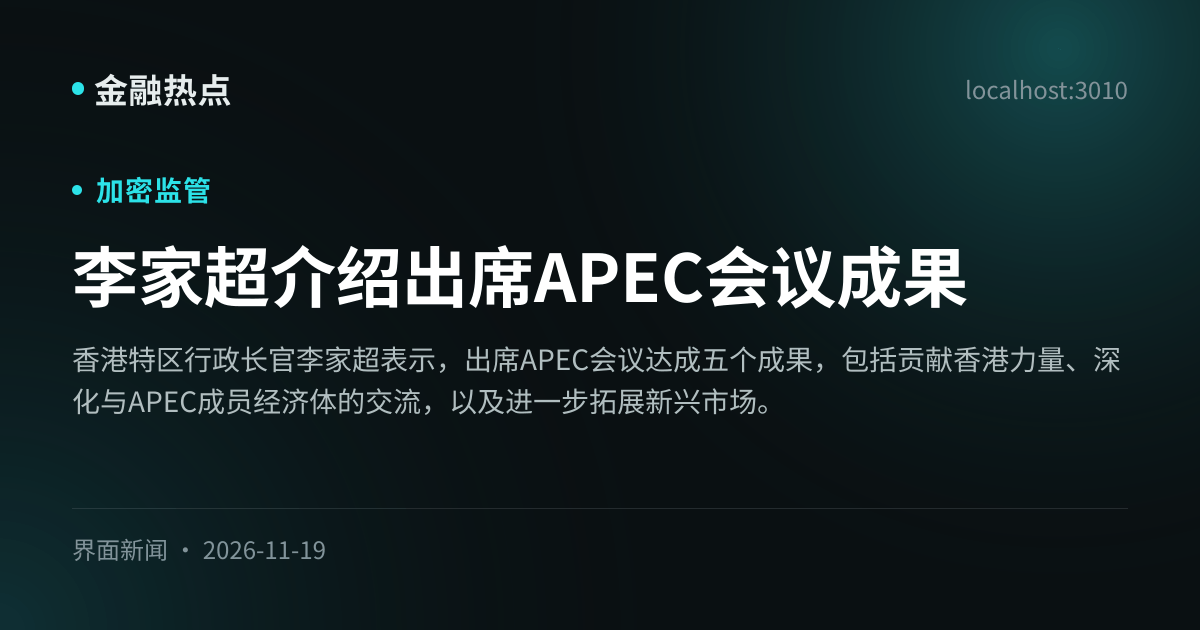 金融热点
localhost:3010
加密监管
李家超介绍出席APEC会议成果
香港特区行政长官李家超表示，出席APEC会议达成五个成果，包括贡献香港力量、深
化与APEC成员经济体的交流，以及进一步拓展新兴市场。
界面新闻 · 2026-11-19